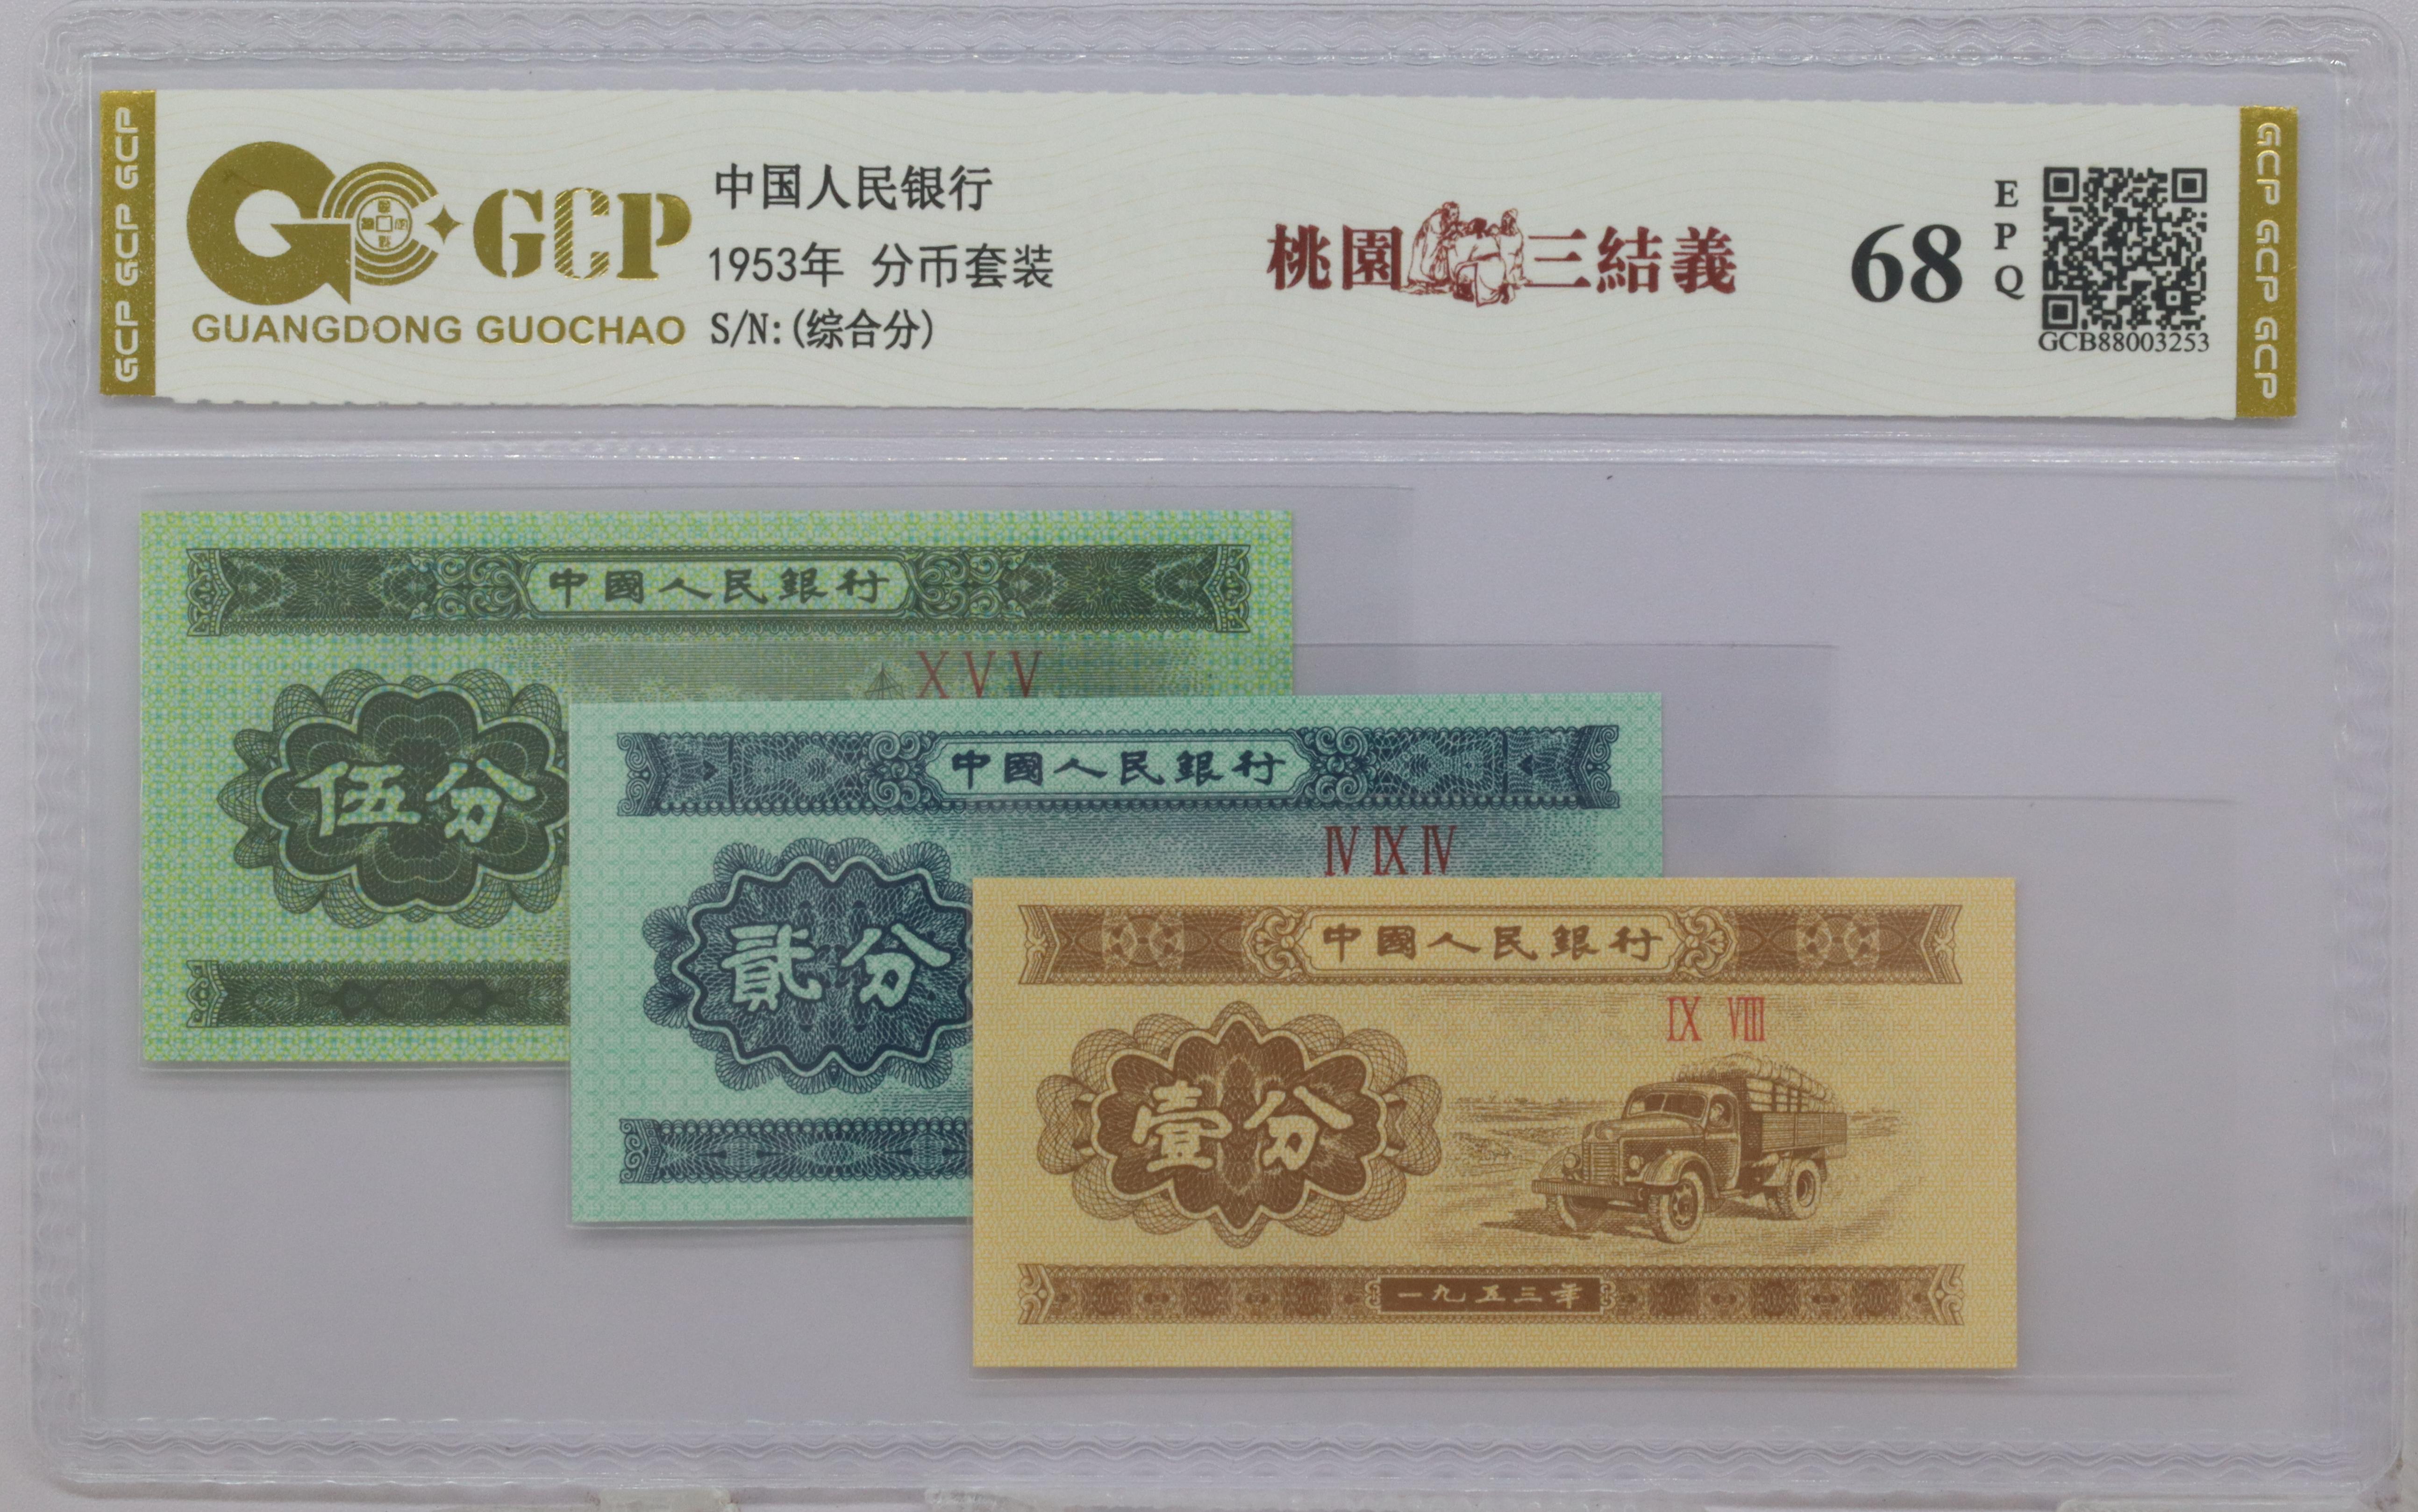 GCP GCP GCP
GCP
GUANGDONG GUOCHAO
中国人民银行
1953年 分币套装
S/N:(综合分)
桃園三結義
68
EPQ
GCB88003253
GCP GCP GCP
中國人民銀行
X V V
伍分
中國人民銀行
IV IX IV
貳分
中國人民銀行
IX VIII
壹分
一九五三年